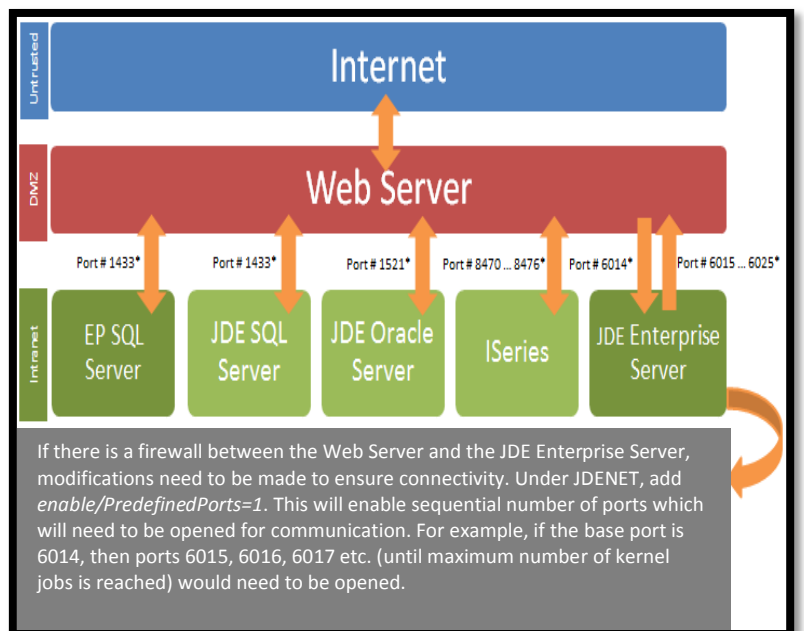 Untrusted
Internet
DMZ
Web Server
Port # 1433*
Port # 1433*
Port # 1521*
Port # 8470 ... 8476*
Port # 6014*
Port # 6015 ... 6025*
Intranet
EP SQL
Server
JDE SQL
Server
JDE Oracle
Server
ISeries
JDE Enterprise
Server
If there is a firewall between the Web Server and the JDE Enterprise Server,
modifications need to be made to ensure connectivity. Under JDENET, add
enable/PredefinedPorts=1. This will enable sequential number of ports which
will need to be opened for communication. For example, if the base port is
6014, then ports 6015, 6016, 6017 etc. (until maximum number of kernel
jobs is reached) would need to be opened.